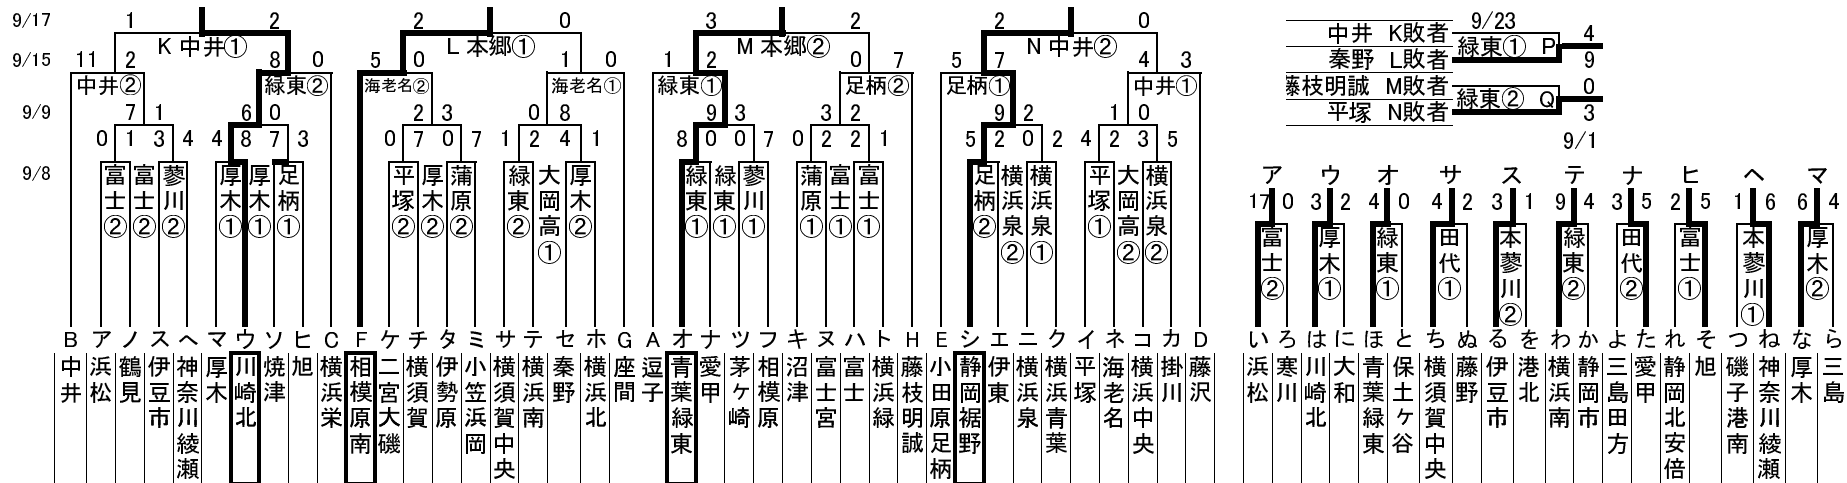 9/17 1 2 2 0 3 2 2 0
K 中井① L 本郷① M 本郷② N 中井②
9/15 11 2 8 0 5 0 1 0 1 2 0 7 5 7 4 3
中井② 緑東② 海老名② 海老名① 緑東① 足柄② 足柄① 中井①
9/9 7 1 6 0 2 3 0 8 9 3 3 2 9 2 1 0
0 1 3 4 4 8 7 3 0 7 0 7 1 2 4 1 8 0 0 7 0 2 2 2 5 2 0 2 4 2 3 5
9/8 富士② 富士② 蓼川② 厚木① 厚木① 足柄① 平塚② 厚木② 蒲原② 緑東② 大岡高① 厚木② 緑東① 緑東① 蓼川① 蒲原① 富士① 富士① 足柄② 横浜泉② 横浜泉① 平塚① 大岡高② 横浜泉②
B 中井
ア 浜松
ノ 鶴見
ス 伊豆市
ヘ 神奈川綾瀬
マ 厚木
ウ 川崎北
ソ 焼津
ヒ 旭
C 横浜栄
F 相模原南
ケ 二宮大磯
チ 横須賀
タ 伊勢原
ミ 小笠浜岡
サ 横須賀中央
テ 横浜南
セ 秦野
ホ 横浜北
G 座間
A 逗子
オ 青葉緑東
ナ 愛甲
ツ 茅ヶ崎
フ 相模原
キ 沼津
ヌ 富士宮
ハ 富士
ト 横浜緑
H 藤枝明誠
E 小田原足柄
シ 静岡裾野
エ 伊東
ニ 横浜泉
ク 横浜青葉
イ 平塚
ネ 海老名
コ 横浜中央
カ 掛川
D 藤沢
9/23
中井 K敗者 4
緑東① P
秦野 L敗者 9
藤枝明誠 M敗者 0
緑東② Q
平塚 N敗者 3
9/1
ア ウ オ サ ス テ ナ ヒ ヘ マ
17 0 3 2 4 0 4 2 3 1 9 4 3 5 2 5 1 6 6 4
富士② 厚木① 緑東① 田代① 本蓼川② 緑東② 田代② 富士① 本蓼川① 厚木②
い 浜松
ろ 寒川
は 川崎北
に 大和
ほ 青葉緑東
と 保土ヶ谷
ち 横須賀中央
ぬ 藤野
る 伊豆市
を 港北
わ 横浜南
か 静岡市
よ 三島田方
た 愛甲
れ 静岡北安倍
そ 旭
つ 磯子港南
ね 神奈川綾瀬
な 厚木
ら 三島